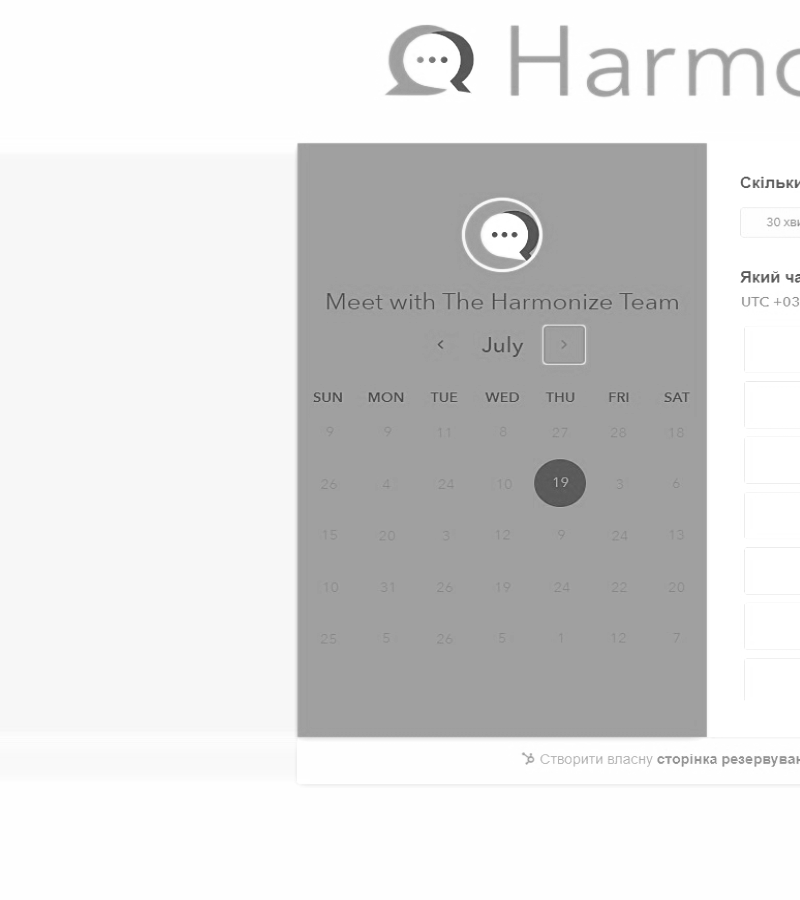 Harmo
Meet with The Harmonize Team
July
SUN MON TUE WED THU FRI SAT
9 9 11 8 27 28 18
26 4 24 10 19 3 6
15 20 3 12 9 24 13
10 31 26 19 24 22 20
25 5 26 5 1 12 7
Скільки
30 хви
Який ча
UTC +03
Створити власну сторінка резервуван